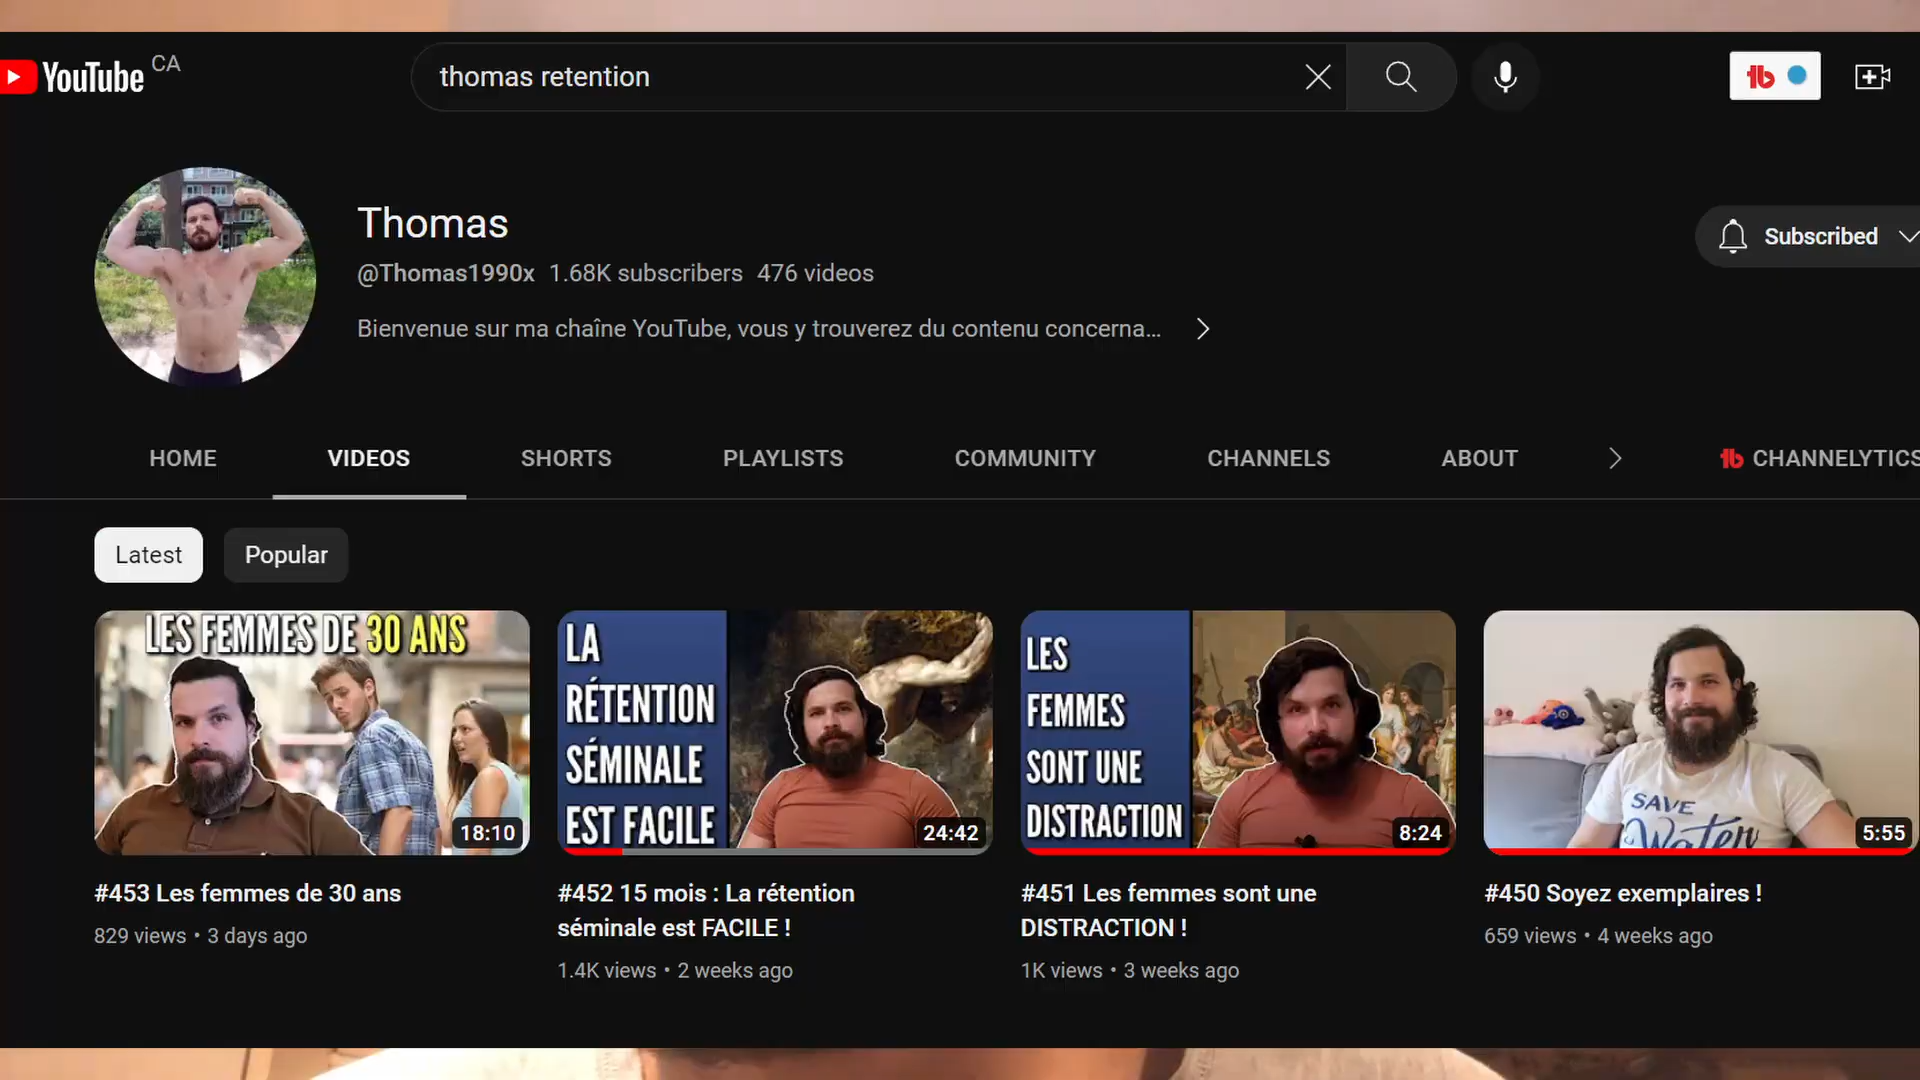 YouTube CA
thomas retention
Thomas
@Thomas1990x 1.68K subscribers 476 videos
Bienvenue sur ma chaîne YouTube, vous y trouverez du contenu concerna...
Subscribed
HOME VIDEOS SHORTS PLAYLISTS COMMUNITY CHANNELS ABOUT CHANNELYTICS
Latest Popular
LES FEMMES DE 30 ANS
18:10
LA
RÉTENTION
SÉMINALE
EST FACILE
24:42
LES
FEMMES
SONT UNE
DISTRACTION
8:24
SAVE
Water
5:55
#453 Les femmes de 30 ans
829 views • 3 days ago
#452 15 mois : La rétention
séminale est FACILE !
1.4K views • 2 weeks ago
#451 Les femmes sont une
DISTRACTION !
1K views • 3 weeks ago
#450 Soyez exemplaires !
659 views • 4 weeks ago